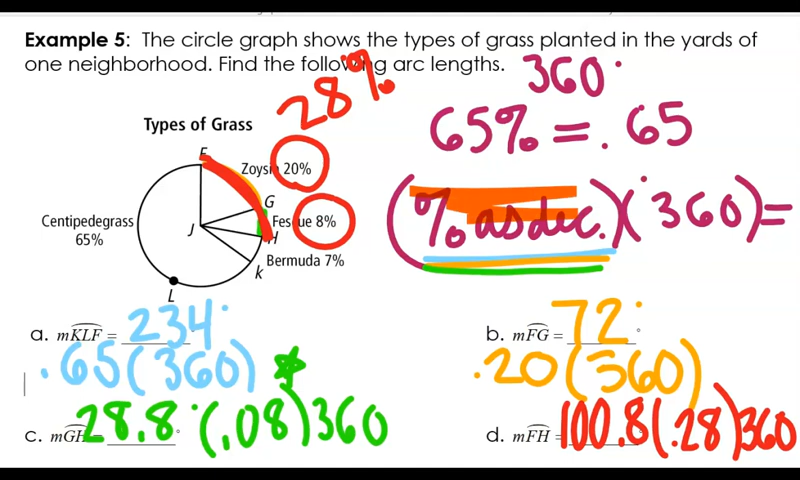 Example 5: The circle graph shows the types of grass planted in the yards of
one neighborhood. Find the following arc lengths.
360°
28%
65% = .65
Types of Grass
F
Zoysia 20%
(% as dec.)(360) =
G
Centipedegrass
65%
J
Fescue 8%
H
Bermuda 7%
K
L
a. mKLF = 234°
b. mFG = 72°
.65(360)
.20(360)
c. mGH = 28.8° (.08)360
d. mFH = 100.8 (.28)360